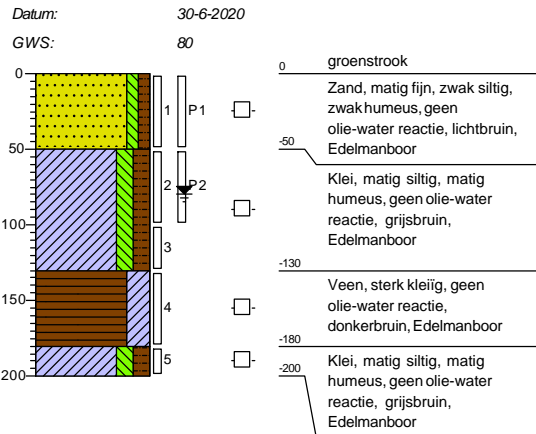 Datum: 30-6-2020
GWS: 80
0
50
100
150
200
1
2
3
4
5
P1
P2
0
groenstrook
Zand, matig fijn, zwak siltig,
zwak humeus, geen
olie-water reactie, lichtbruin,
Edelmanboor
-50
Klei, matig siltig, matig
humeus, geen olie-water
reactie, grijsbruin,
Edelmanboor
-130
Veen, sterk kleiïg, geen
olie-water reactie,
donkerbruin, Edelmanboor
-180
Klei, matig siltig, matig
humeus, geen olie-water
reactie, grijsbruin,
Edelmanboor
-200